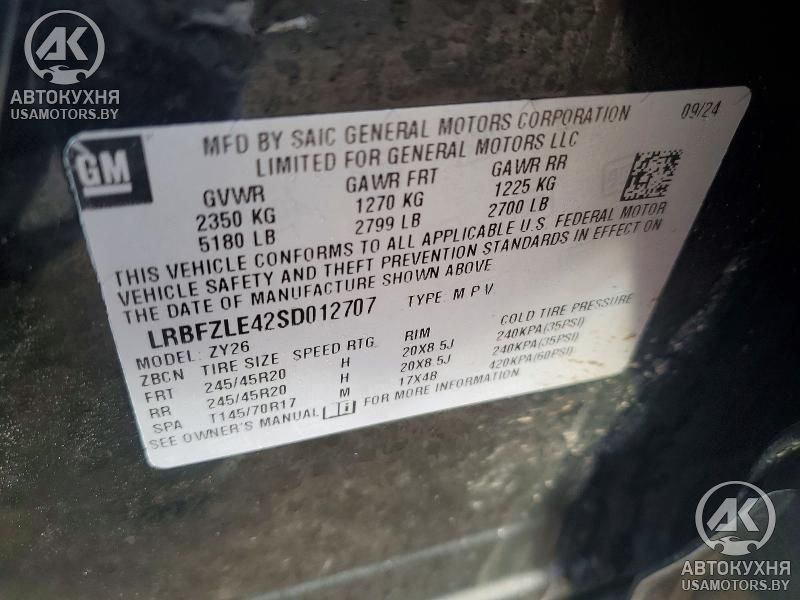 АВТОКУХНЯ
USAMOTORS.BY
GM
MFD BY SAIC GENERAL MOTORS CORPORATION 09/24
LIMITED FOR GENERAL MOTORS LLC
GVWR GAWR FRT GAWR RR
2350 KG 1270 KG 1225 KG
5180 LB 2799 LB 2700 LB
THIS VEHICLE CONFORMS TO ALL APPLICABLE U.S. FEDERAL MOTOR
VEHICLE SAFETY AND THEFT PREVENTION STANDARDS IN EFFECT ON
THE DATE OF MANUFACTURE SHOWN ABOVE
LRBFZLE42SD012707 TYPE: M P V
MODEL: ZY26
ZBCN TIRE SIZE SPEED RTG. RIM COLD TIRE PRESSURE
FRT 245/45R20 H 20X8.5J 240KPA(35PSI)
RR 245/45R20 H 20X8.5J 240KPA(35PSI)
SPA T145/70R17 M 17X4B 420KPA(60PSI)
SEE OWNER'S MANUAL FOR MORE INFORMATION.
АВТОКУХНЯ
USAMOTORS.BY